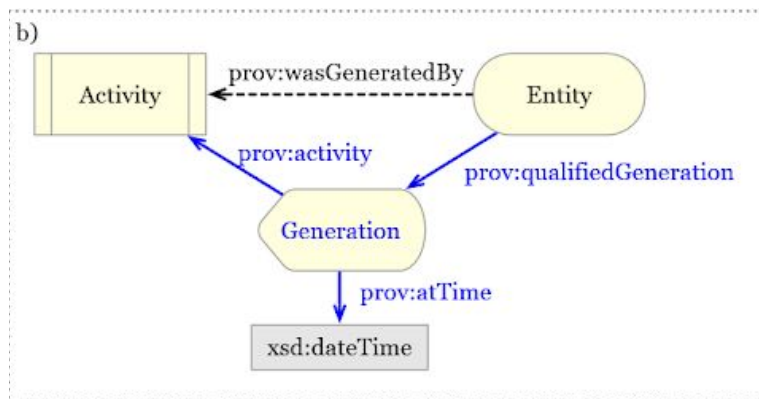 b)
prov:wasGeneratedBy
Activity
Entity
prov:activity
prov:qualifiedGeneration
Generation
prov:atTime
xsd:dateTime